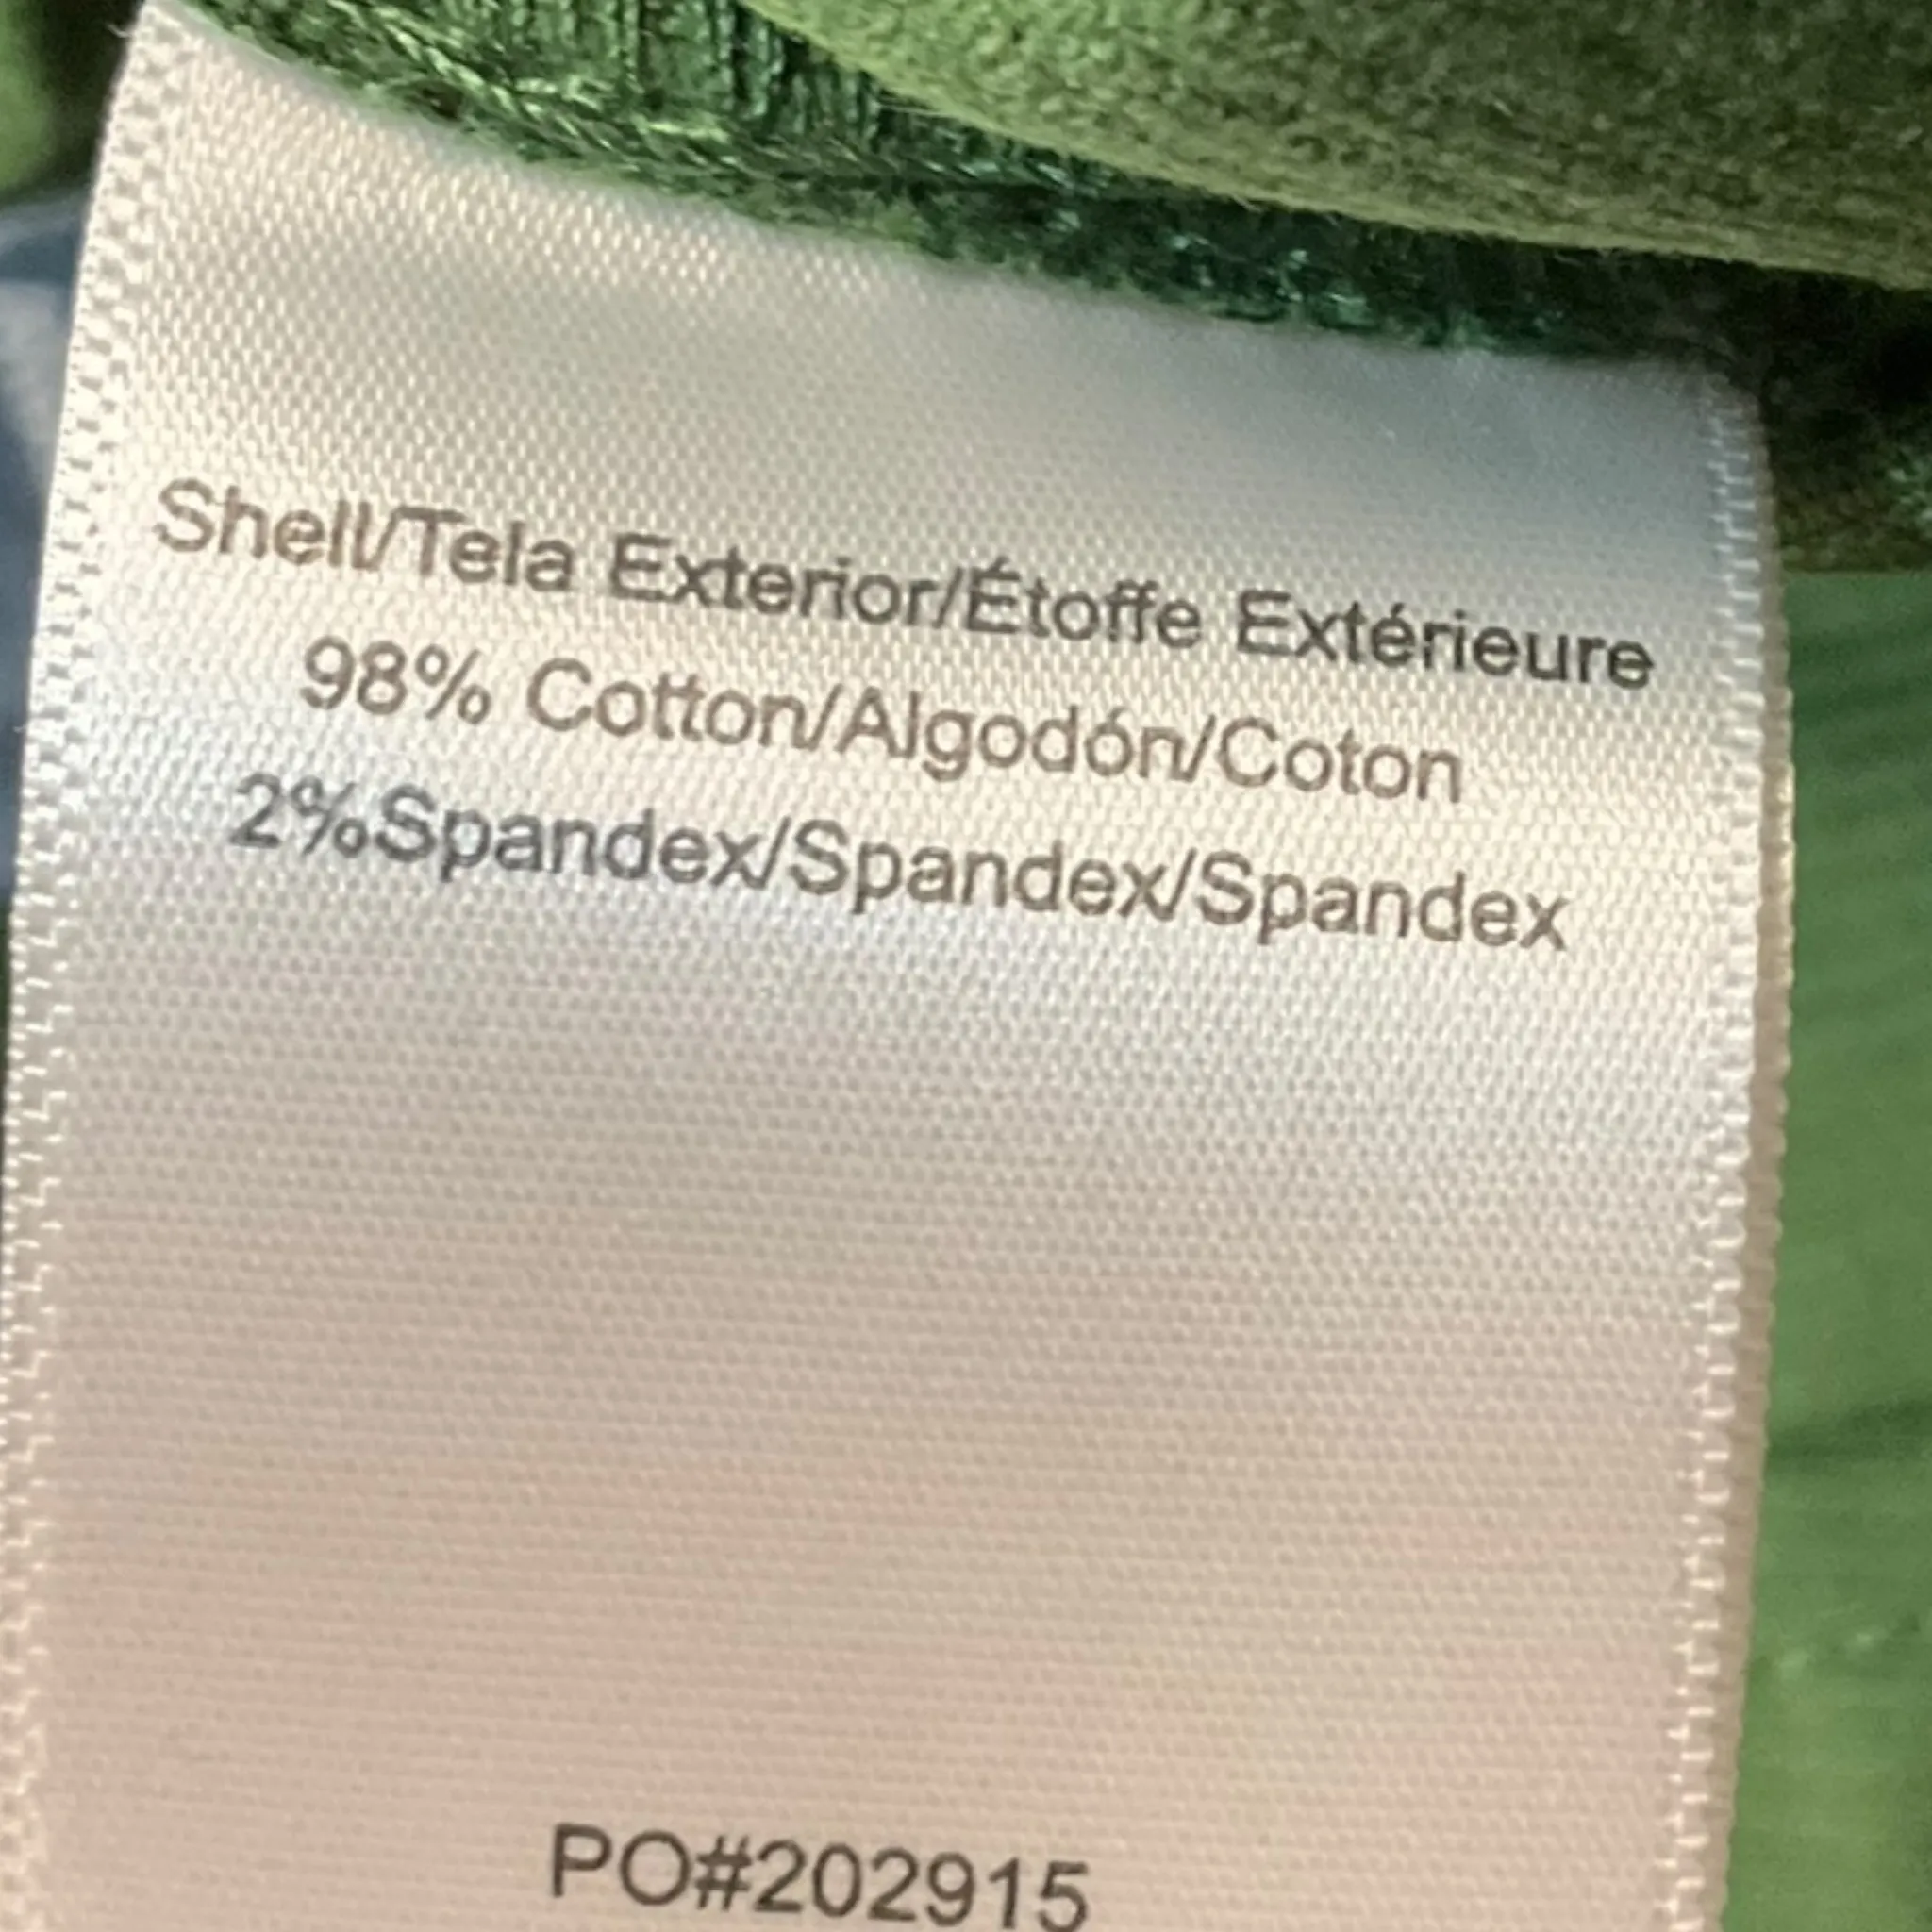 Shell/Tela Exterior/Étoffe Extérieure
98% Cotton/Algodón/Coton
2%Spandex/Spandex/Spandex
PO#202915